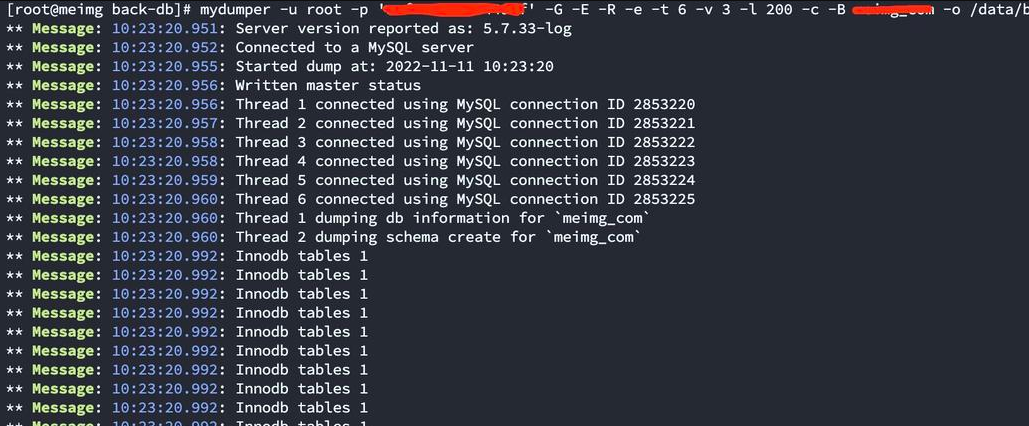 [root@meimg back-db]# mydumper -u root -p ' ' -G -E -R -e -t 6 -v 3 -l 200 -c -B -o /data/b
** Message: 10:23:20.951: Server version reported as: 5.7.33-log
** Message: 10:23:20.952: Connected to a MySQL server
** Message: 10:23:20.955: Started dump at: 2022-11-11 10:23:20
** Message: 10:23:20.956: Written master status
** Message: 10:23:20.956: Thread 1 connected using MySQL connection ID 2853220
** Message: 10:23:20.957: Thread 2 connected using MySQL connection ID 2853221
** Message: 10:23:20.958: Thread 3 connected using MySQL connection ID 2853222
** Message: 10:23:20.958: Thread 4 connected using MySQL connection ID 2853223
** Message: 10:23:20.959: Thread 5 connected using MySQL connection ID 2853224
** Message: 10:23:20.960: Thread 6 connected using MySQL connection ID 2853225
** Message: 10:23:20.960: Thread 1 dumping db information for `meimg_com`
** Message: 10:23:20.960: Thread 2 dumping schema create for `meimg_com`
** Message: 10:23:20.992: Innodb tables 1
** Message: 10:23:20.992: Innodb tables 1
** Message: 10:23:20.992: Innodb tables 1
** Message: 10:23:20.992: Innodb tables 1
** Message: 10:23:20.992: Innodb tables 1
** Message: 10:23:20.992: Innodb tables 1
** Message: 10:23:20.992: Innodb tables 1
** Message: 10:23:20.992: Innodb tables 1
** Message: 10:23:20.992: Innodb tables 1
** Message: 10:23:20.992: Innodb tables 1